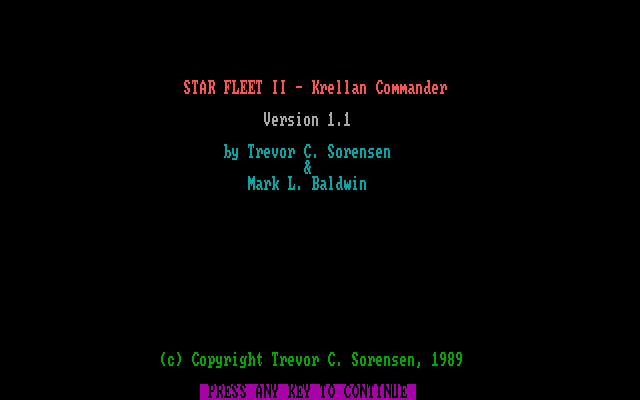 STAR FLEET II - Krellan Commander
Version 1.1
by Trevor C. Sorensen
&
Mark L. Baldwin
(c) Copyright Trevor C. Sorensen, 1989
PRESS ANY KEY TO CONTINUE